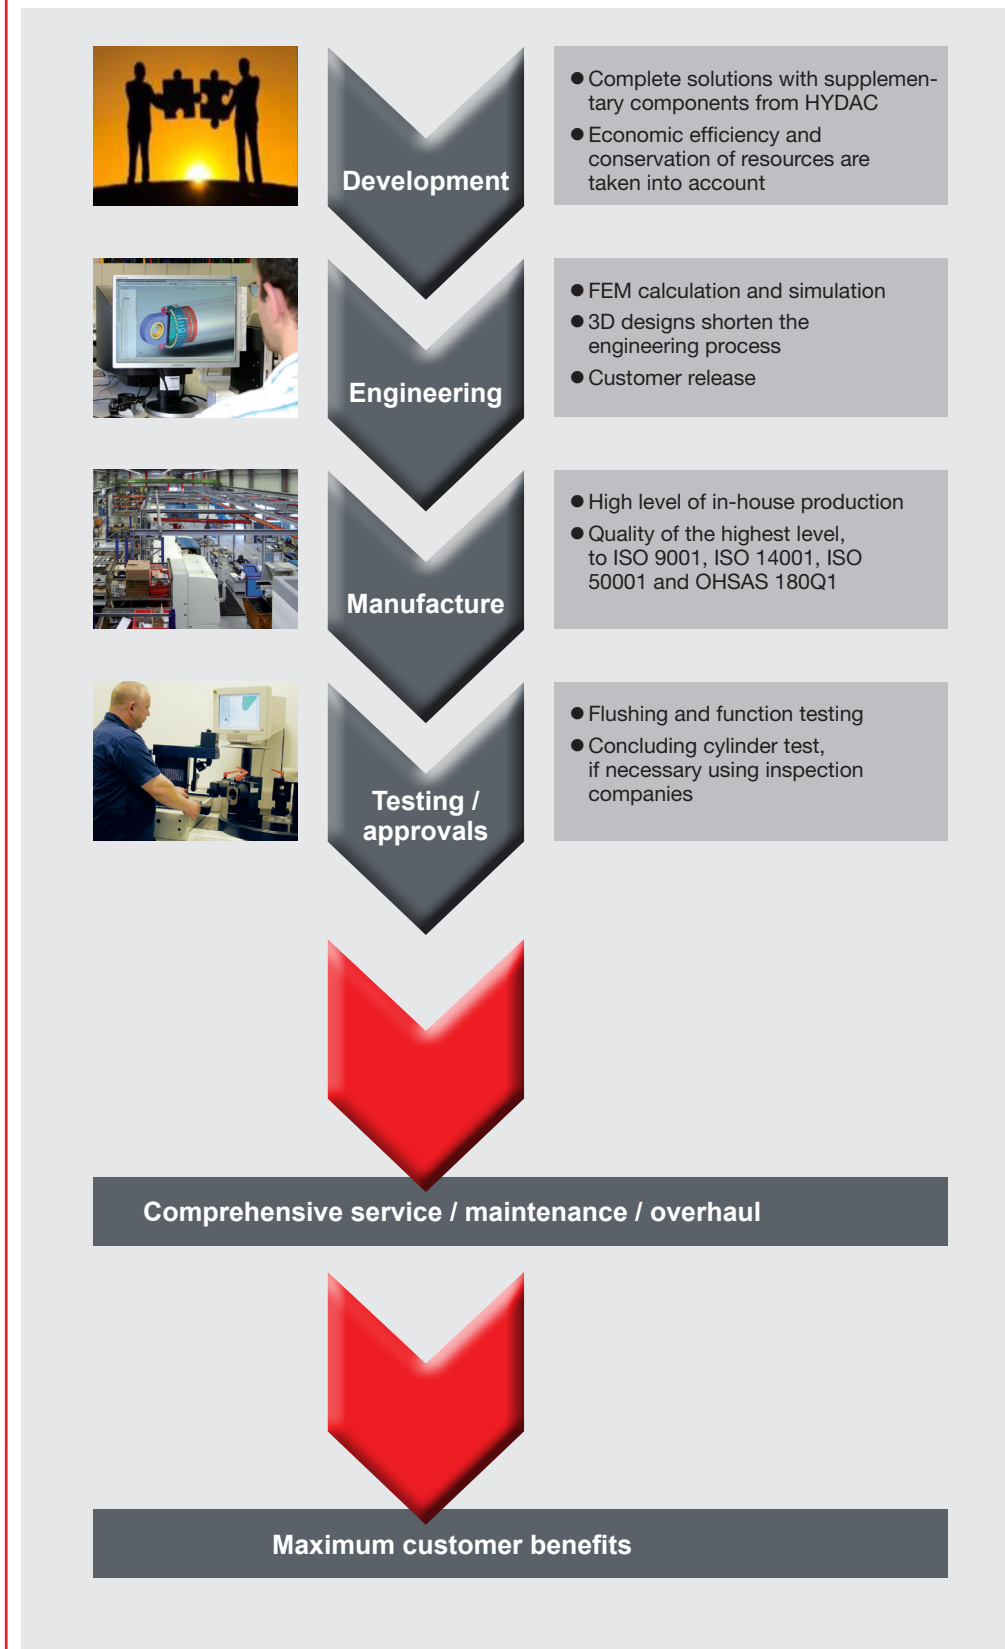 Development
● Complete solutions with supplemen-
tary components from HYDAC
● Economic efficiency and
conservation of resources are
taken into account
Engineering
● FEM calculation and simulation
● 3D designs shorten the
engineering process
● Customer release
Manufacture
● High level of in-house production
● Quality of the highest level,
to ISO 9001, ISO 14001, ISO
50001 and OHSAS 180Q1
Testing /
approvals
● Flushing and function testing
● Concluding cylinder test,
if necessary using inspection
companies
Comprehensive service / maintenance / overhaul
Maximum customer benefits